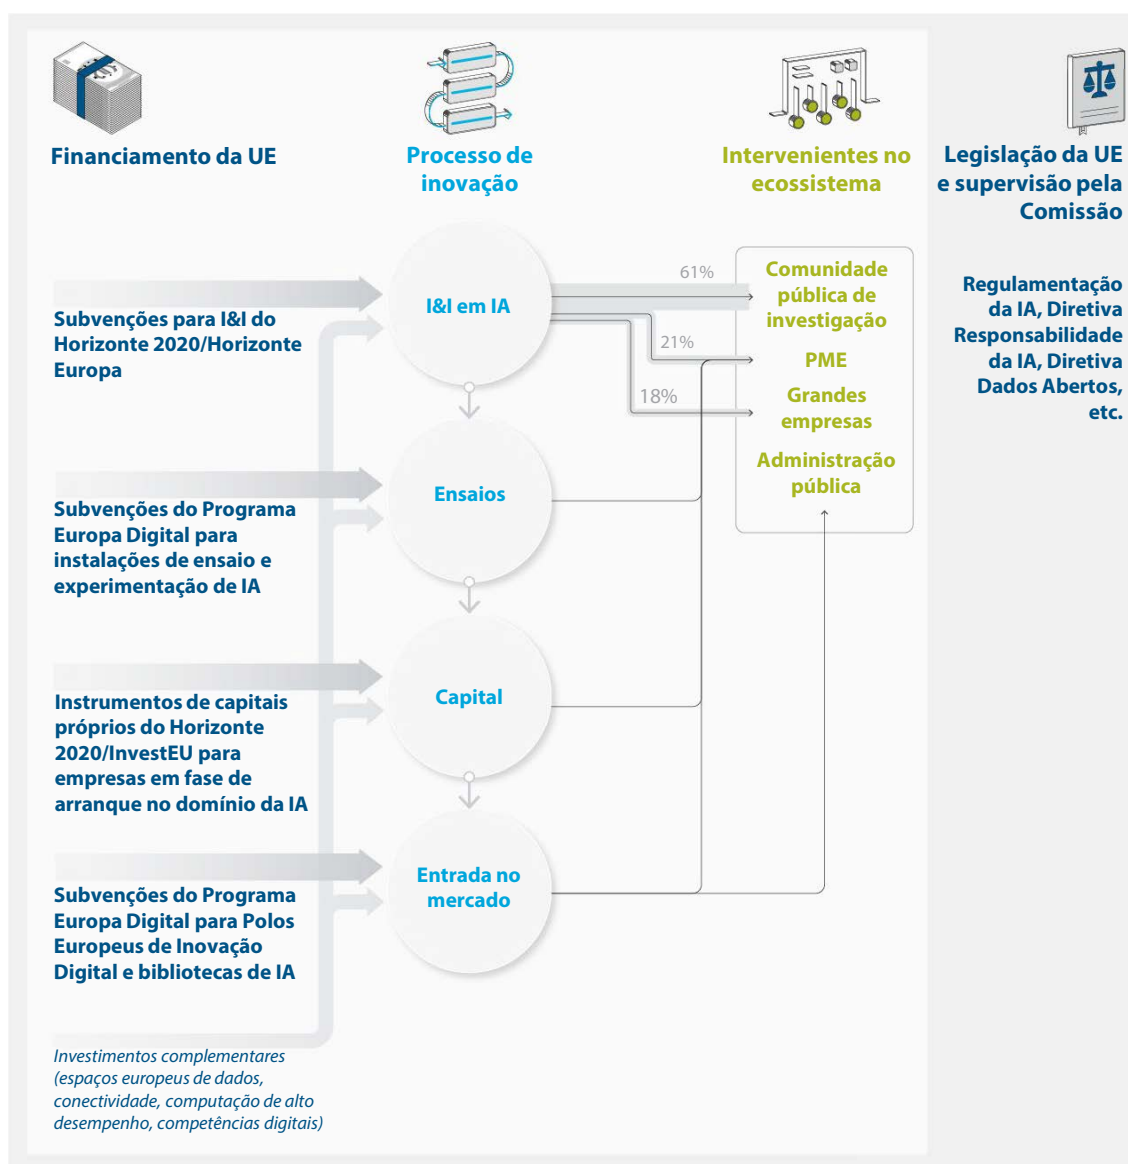 Financiamento da UE
Processo de
inovação
Intervenientes no
ecossistema
Legislação da UE
e supervisão pela
Comissão
Subvenções para I&I do
Horizonte 2020/Horizonte
Europa
I&I em IA
61%
21%
18%
Comunidade
pública de
investigação
PME
Grandes
empresas
Administração
pública
Regulamentação
da IA, Diretiva
Responsabilidade
da IA, Diretiva
Dados Abertos,
etc.
Subvenções do Programa
Europa Digital para
instalações de ensaio e
experimentação de IA
Ensaios
Instrumentos de capitais
próprios do Horizonte
2020/InvestEU para
empresas em fase de
arranque no domínio da IA
Capital
Subvenções do Programa
Europa Digital para Polos
Europeus de Inovação
Digital e bibliotecas de IA
Entrada no
mercado
Investimentos complementares
(espaços europeus de dados,
conectividade, computação de alto
desempenho, competências digitais)